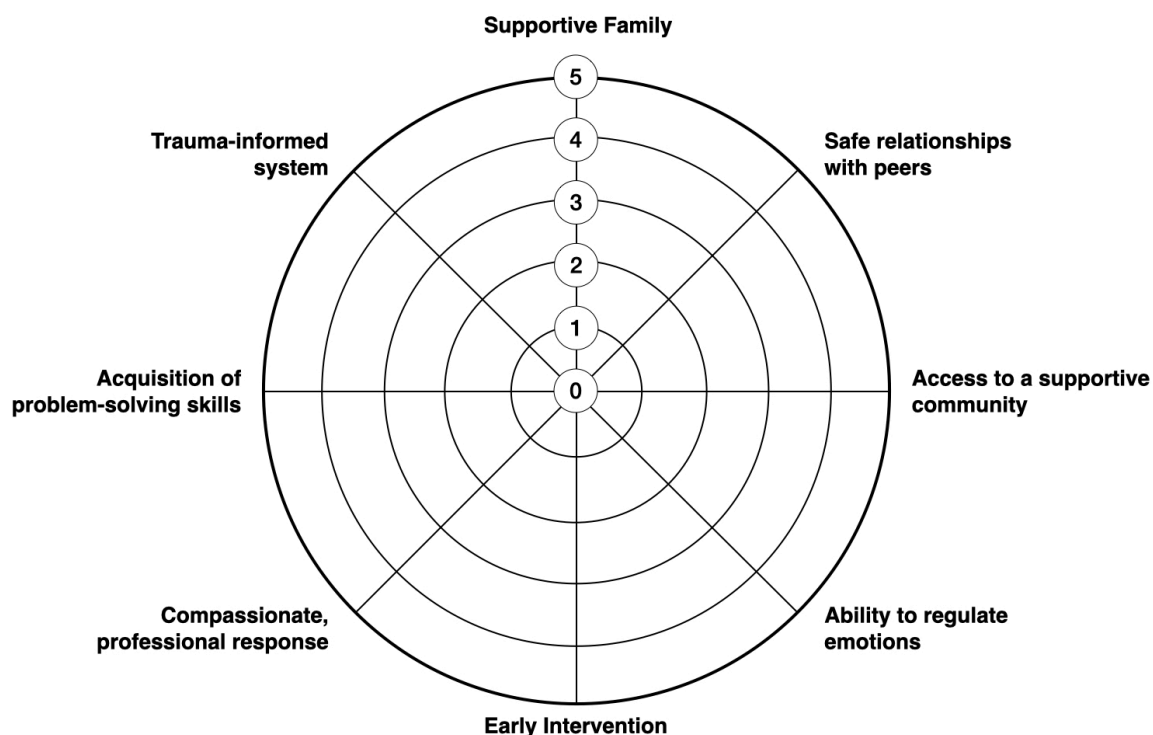 Supportive Family
5
Trauma-informed
system
4
Safe relationships
with peers
3
2
1
Acquisition of
problem-solving skills
0
Access to a supportive
community
Compassionate,
professional response
Ability to regulate
emotions
Early Intervention